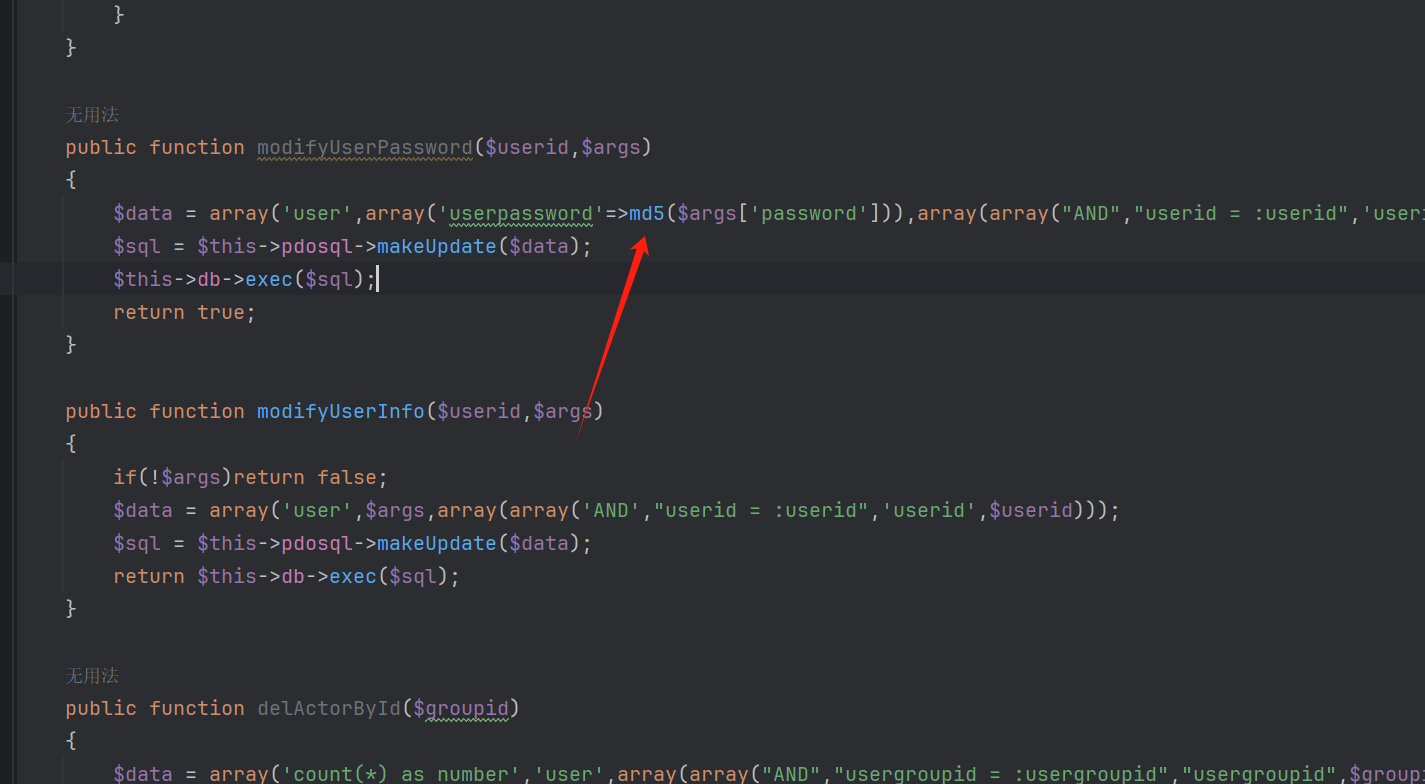 }
}
无用法
public function modifyUserPassword($userid,$args)
{
$data = array('user',array('userpassword'=>md5($args['password'])),array(array("AND","userid = :userid",'useri
$sql = $this->pdosql->makeUpdate($data);
$this->db->exec($sql);
return true;
}
public function modifyUserInfo($userid,$args)
{
if(!$args)return false;
$data = array('user',$args,array(array('AND',"userid = :userid",'userid',$userid)));
$sql = $this->pdosql->makeUpdate($data);
return $this->db->exec($sql);
}
无用法
public function delActorById($groupid)
{
$data = array('count(*) as number','user',array(array("AND","usergroupid = :usergroupid","usergroupid",$group